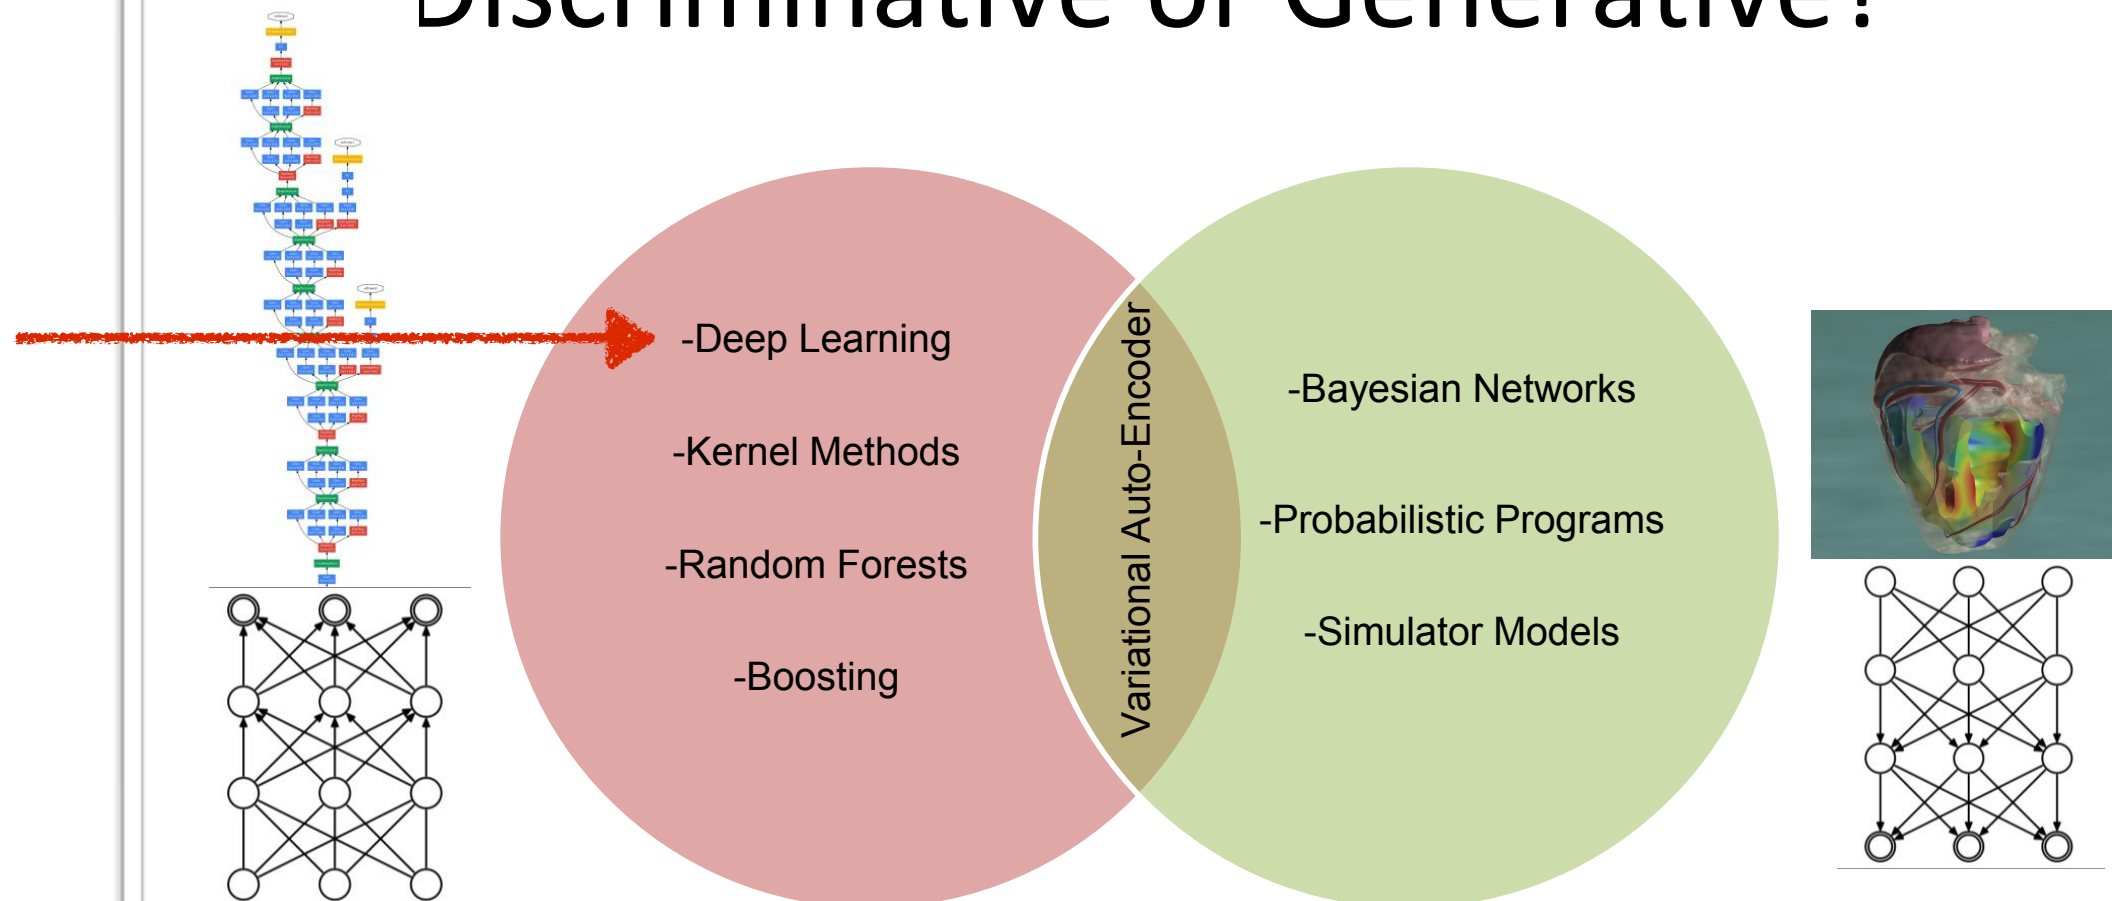 Discriminative or Generative?
-Deep Learning
-Kernel Methods
-Random Forests
-Boosting
Variational Auto-Encoder
-Bayesian Networks
-Probabilistic Programs
-Simulator Models